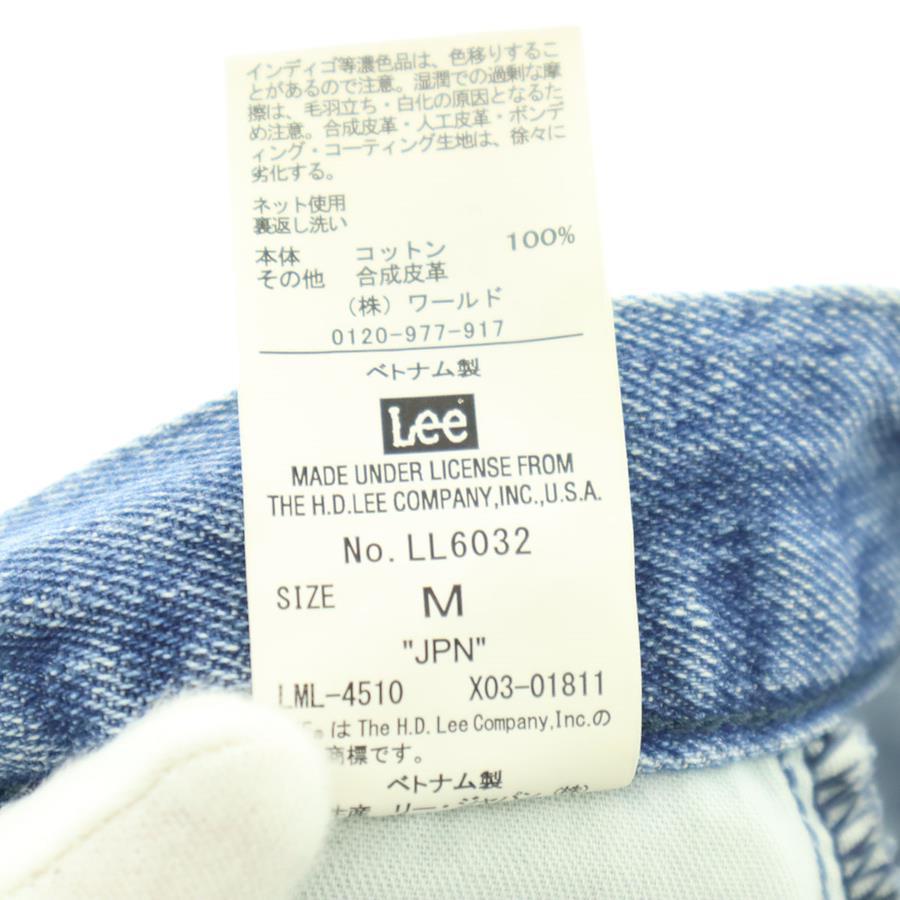 インディゴ等濃色品は、色移りするこ
とがあるので注意。湿潤での過剰な摩
擦は、毛羽立ち・白化の原因となるた
め注意。合成皮革・人工皮革・ボンデ
ィング・コーティング生地は、徐々に
劣化する。
ネット使用
裏返し洗い
本体 コットン 100%
その他 合成皮革
(株) ワールド
0120-977-917
ベトナム製
Lee
MADE UNDER LICENSE FROM
THE H.D.LEE COMPANY,INC.,U.S.A.
No. LL6032
SIZE M
"JPN"
LML-4510 X03-01811
は The H.D. Lee Company,Inc.の
商標です。
ベトナム製
リー・ジャパン (株)